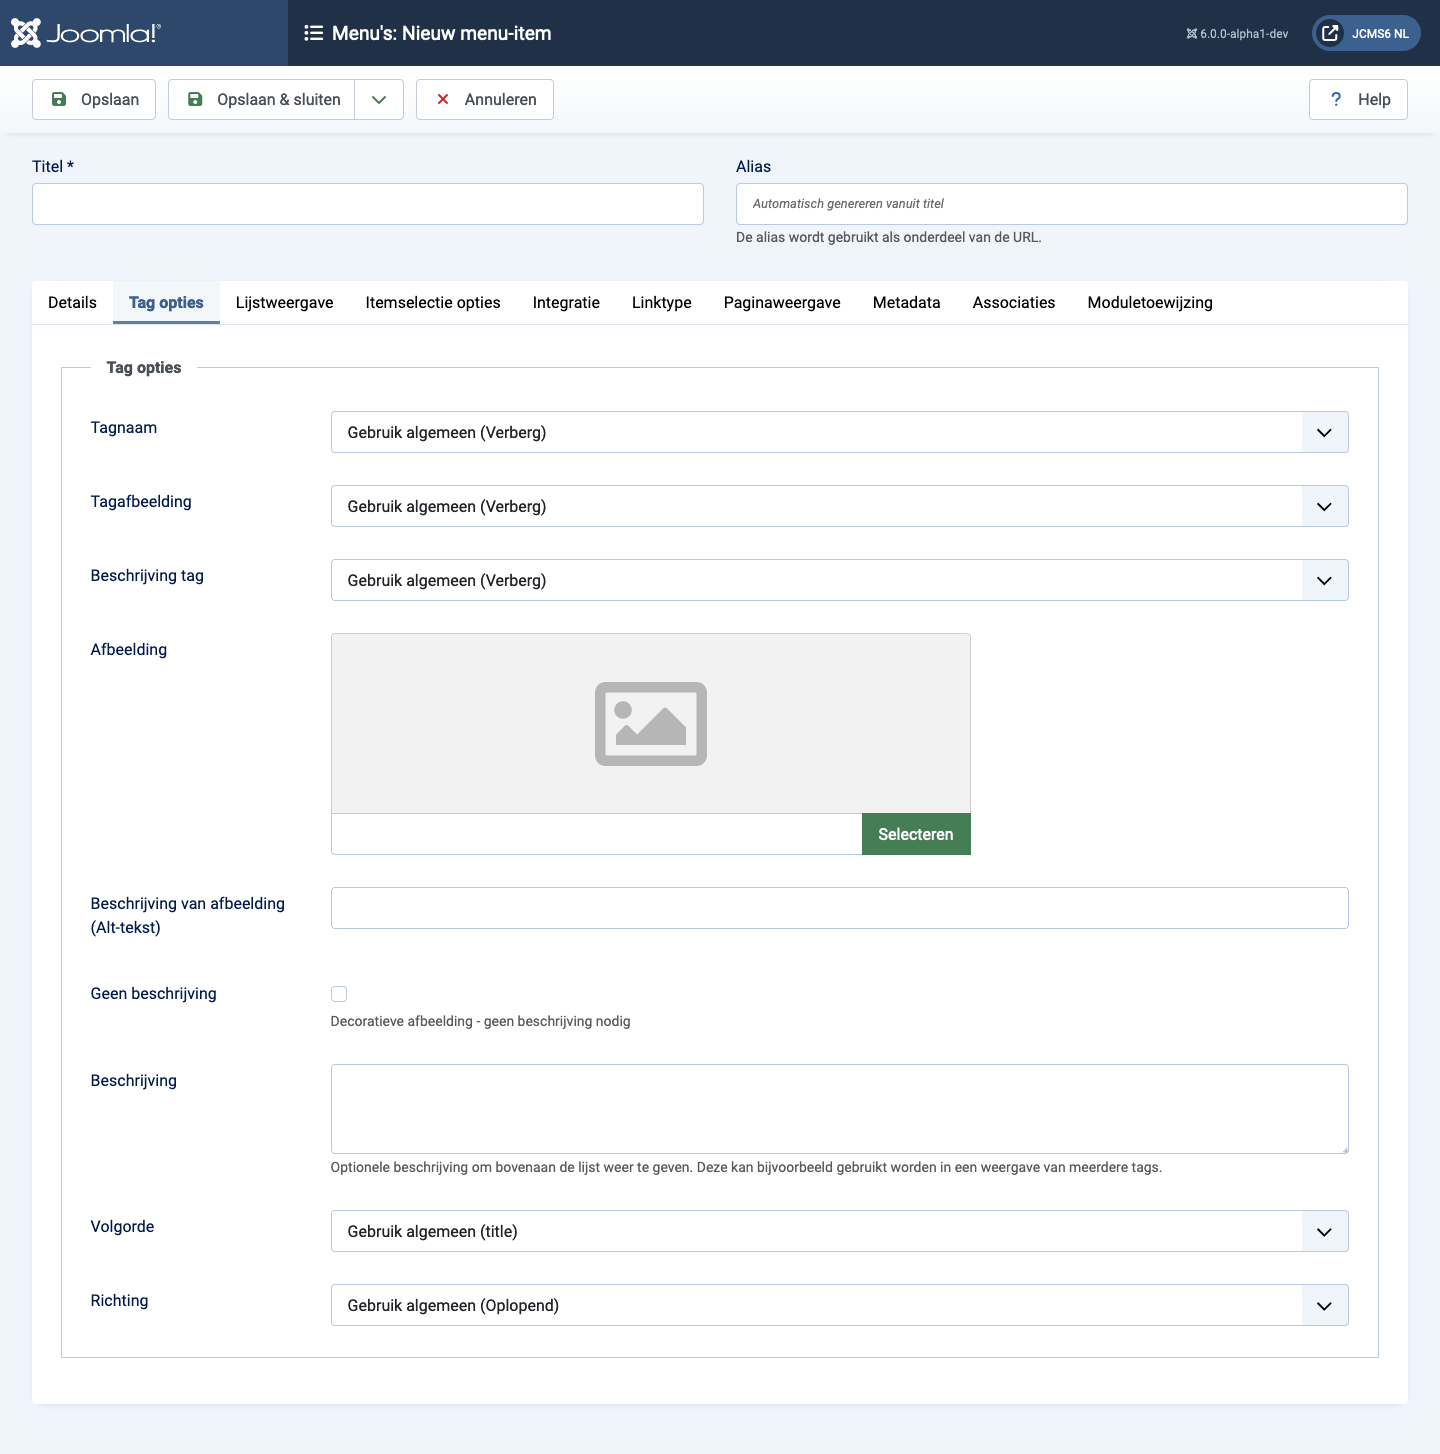 Joomla!®
Menu's: Nieuw menu-item
6.0.0-alpha1-dev
JCMS6 NL
Opslaan
Opslaan & sluiten
Annuleren
? Help
Titel *
Alias
Automatisch genereren vanuit titel
De alias wordt gebruikt als onderdeel van de URL.
Details Tag opties Lijstweergave Itemselectie opties Integratie Linktype Paginaweergave Metadata Associaties Moduletoewijzing
Tag opties
Tagnaam
Gebruik algemeen (Verberg)
Tagafbeelding
Gebruik algemeen (Verberg)
Beschrijving tag
Gebruik algemeen (Verberg)
Afbeelding
Selecteren
Beschrijving van afbeelding
(Alt-tekst)
Geen beschrijving
Decoratieve afbeelding - geen beschrijving nodig
Beschrijving
Optionele beschrijving om bovenaan de lijst weer te geven. Deze kan bijvoorbeeld gebruikt worden in een weergave van meerdere tags.
Volgorde
Gebruik algemeen (title)
Richting
Gebruik algemeen (Oplopend)